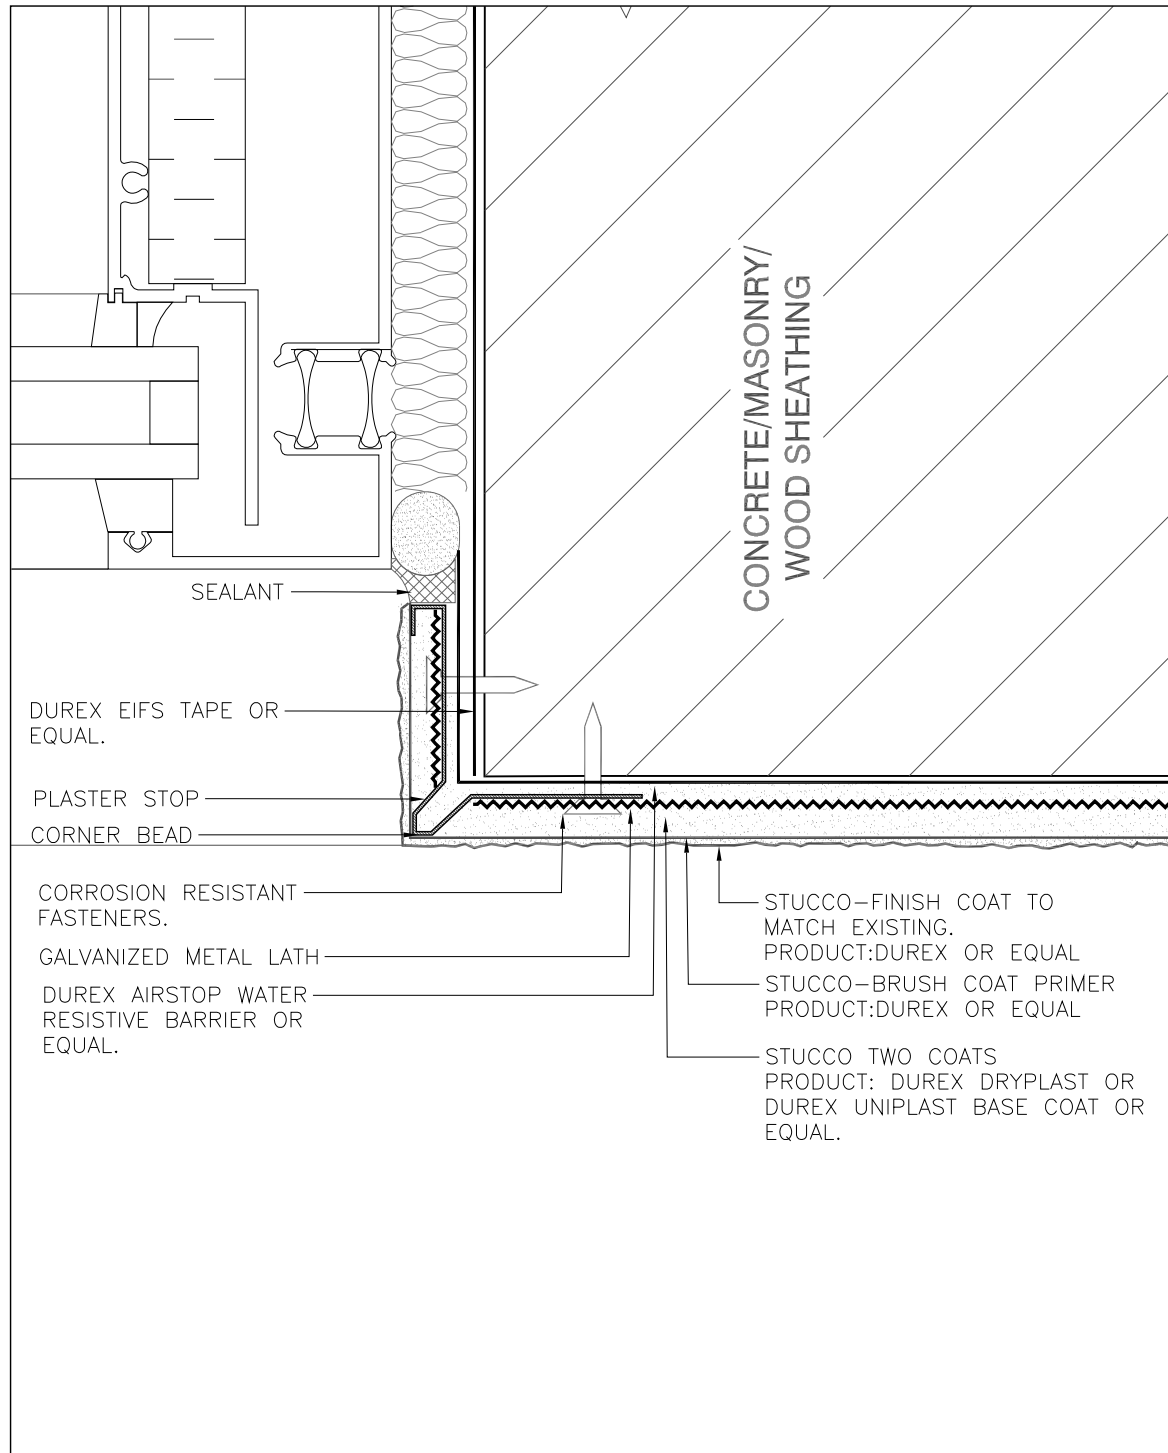 CONCRETE/MASONRY/
WOOD SHEATHING
SEALANT
DUREX EIFS TAPE OR
EQUAL.
PLASTER STOP
CORNER BEAD
CORROSION RESISTANT
FASTENERS.
GALVANIZED METAL LATH
DUREX AIRSTOP WATER
RESISTIVE BARRIER OR
EQUAL.
STUCCO-FINISH COAT TO
MATCH EXISTING.
PRODUCT:DUREX OR EQUAL
STUCCO-BRUSH COAT PRIMER
PRODUCT:DUREX OR EQUAL
STUCCO TWO COATS
PRODUCT: DUREX DRYPLAST OR
DUREX UNIPLAST BASE COAT OR
EQUAL.